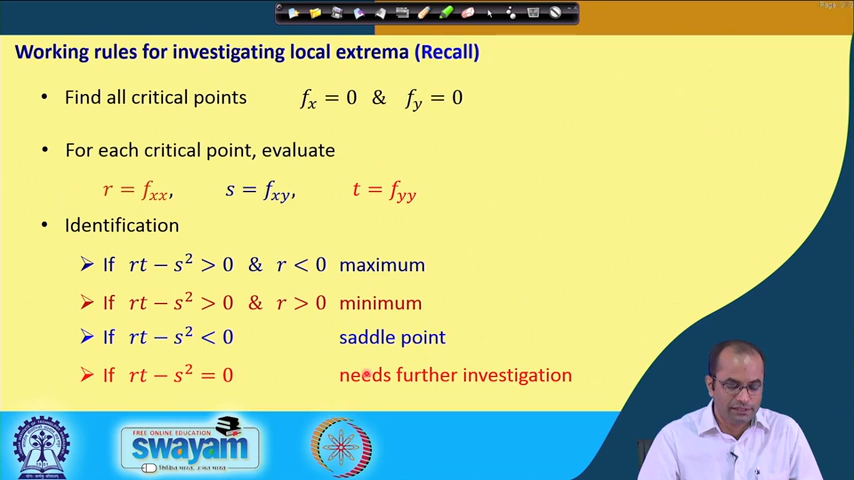 Working rules for investigating local extrema (Recall)
• Find all critical points f_x = 0 & f_y = 0
• For each critical point, evaluate
r = f_xx, s = f_xy, t = f_yy
• Identification
➢ If rt − s² > 0 & r < 0 maximum
➢ If rt − s² > 0 & r > 0 minimum
➢ If rt − s² < 0 saddle point
➢ If rt − s² = 0 needs further investigation
FREE ONLINE EDUCATION
swayam